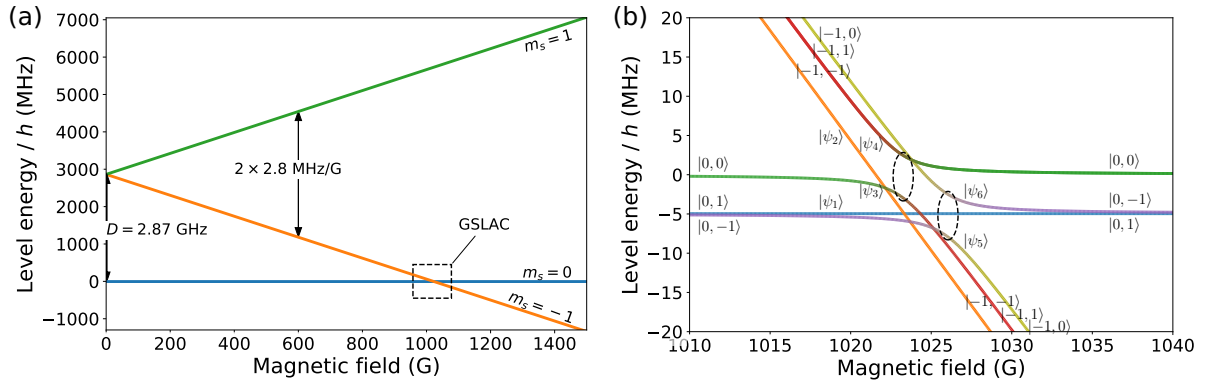 (a)
7000
6000
5000
4000
3000
2000
1000
0
−1000
Level energy / h (MHz)
m_s = 1
2 × 2.8 MHz/G
D = 2.87 GHz
GSLAC
m_s = 0
m_s = −1
0 200 400 600 800 1000 1200 1400
Magnetic field (G)
(b)
20
15
10
5
0
−5
−10
−15
−20
Level energy / h (MHz)
|−1, 0⟩
|−1, 1⟩
|−1, −1⟩
|ψ₂⟩ |ψ₄⟩
|0, 0⟩ |0, 0⟩
|ψ₃⟩ |ψ₆⟩
|0, 1⟩ |ψ₁⟩ |0, −1⟩
|0, −1⟩ |0, 1⟩
|ψ₅⟩
|−1, −1⟩
|−1, 1⟩
|−1, 0⟩
1010 1015 1020 1025 1030 1035 1040
Magnetic field (G)